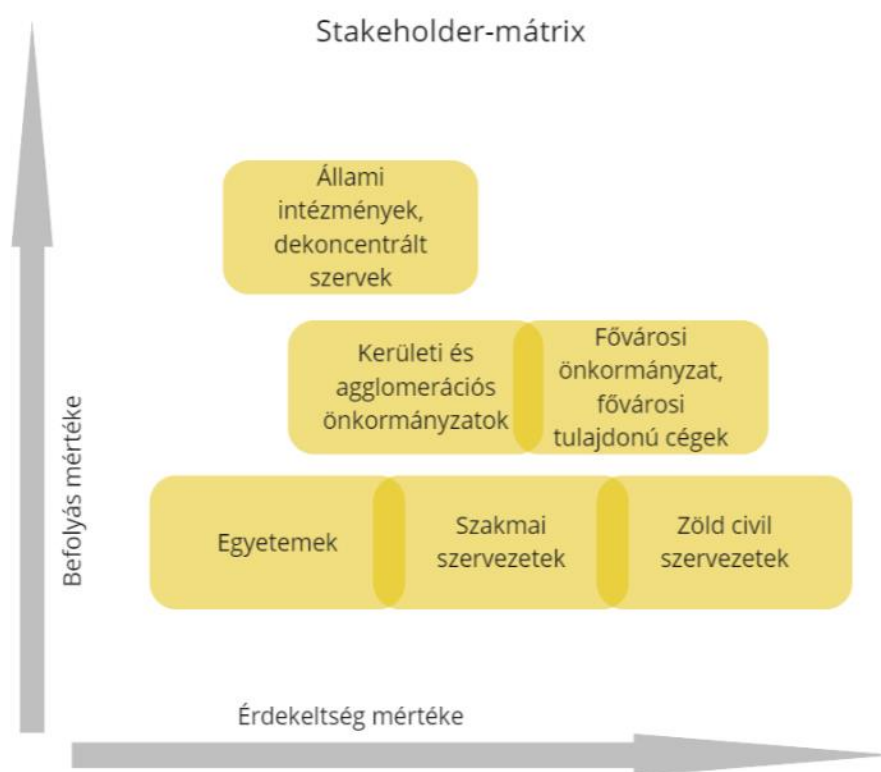 Stakeholder-mátrix
Állami
intézmények,
dekoncentrált
szervek
Kerületi és
agglomerációs
önkormányzatok
Fővárosi
önkormányzat,
fővárosi
tulajdonú cégek
Befolyás mértéke
Egyetemek
Szakmai
szervezetek
Zöld civil
szervezetek
Érdekeltség mértéke